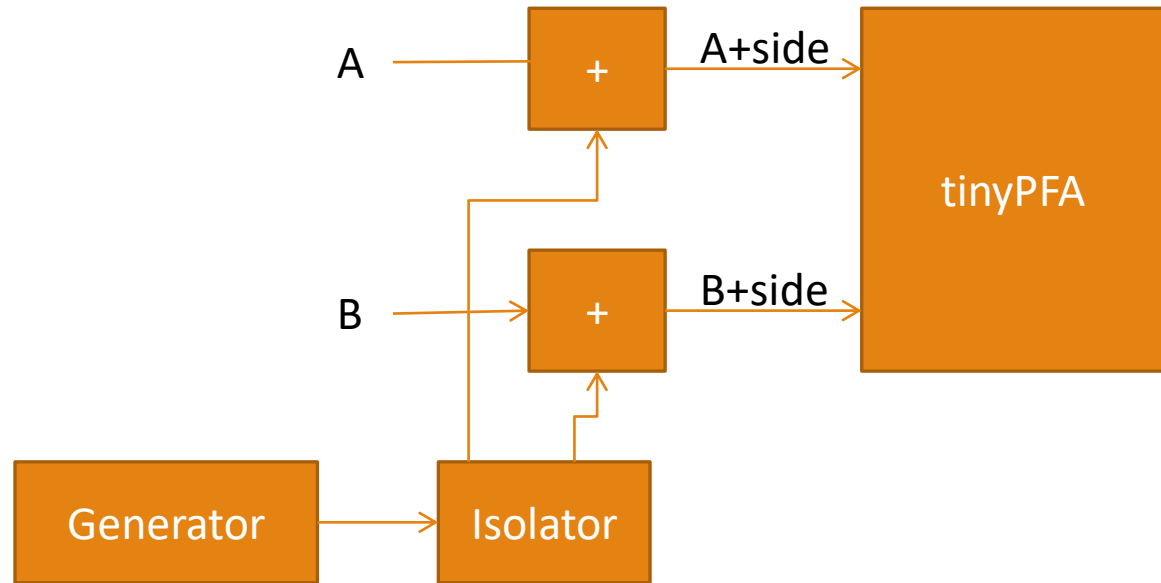 A
+
A+side
tinyPFA
B
+
B+side
Generator
Isolator